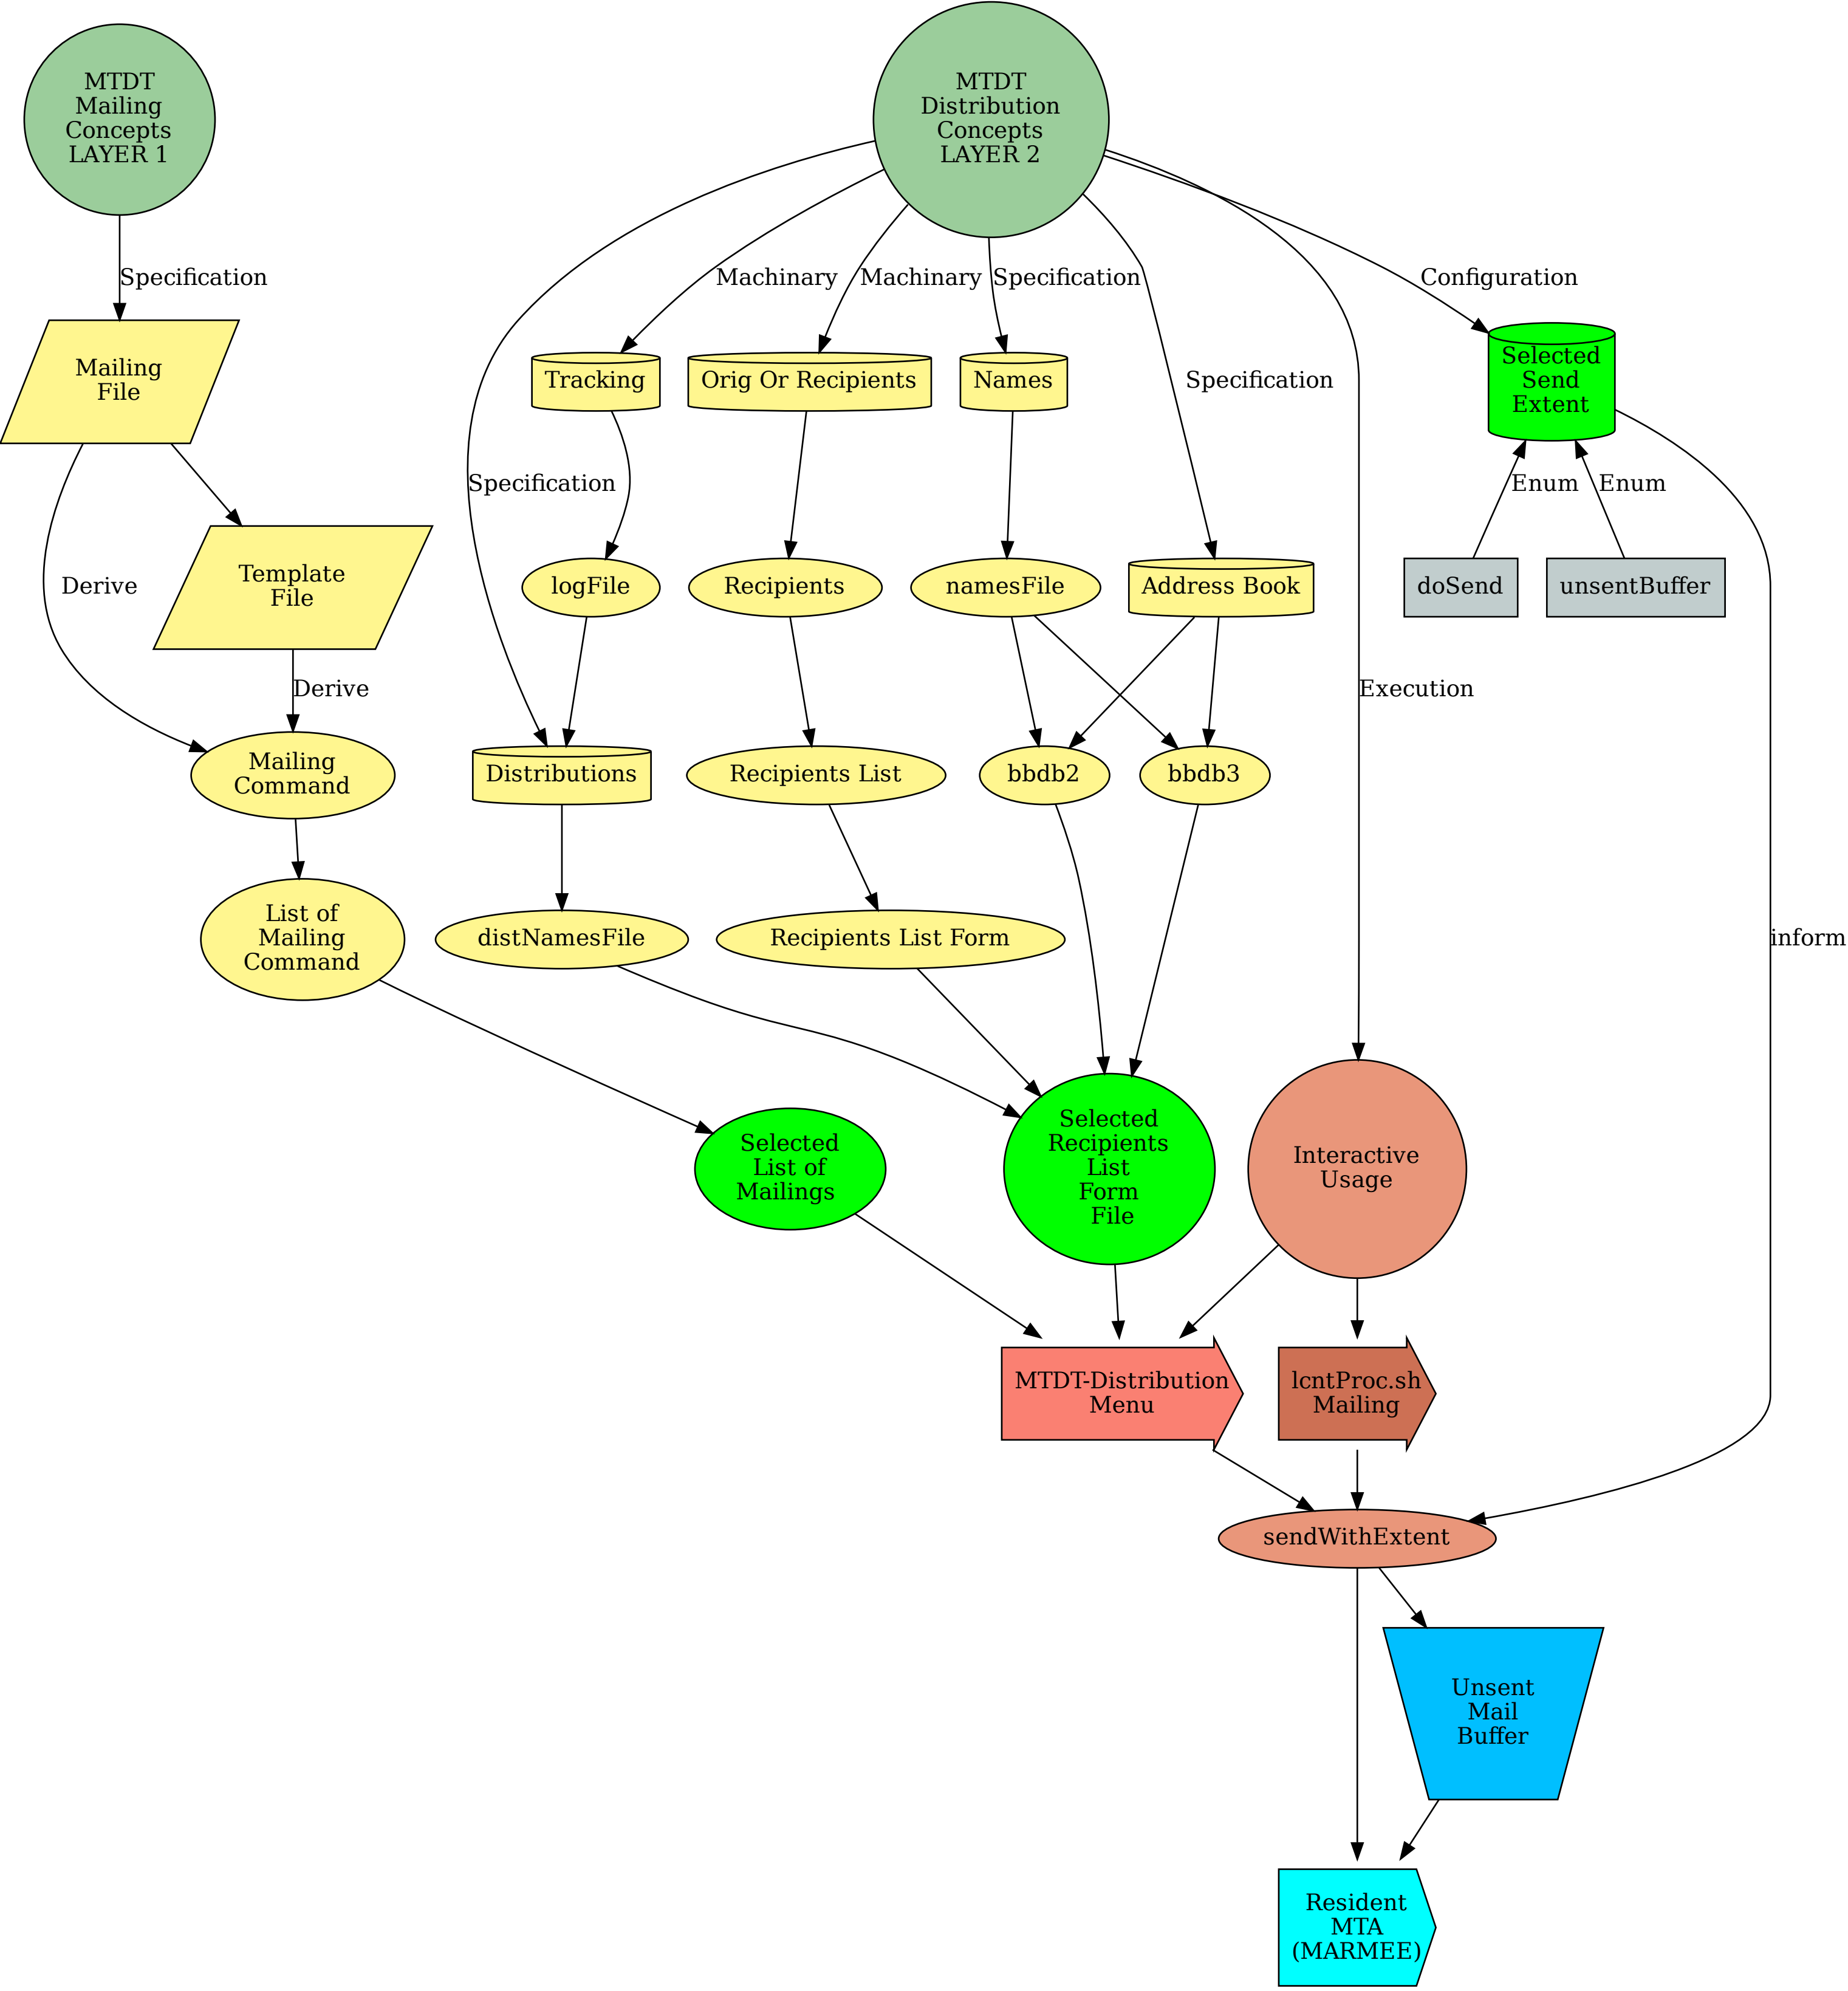 MTDT
Mailing
Concepts
LAYER 1
MTDT
Distribution
Concepts
LAYER 2
Specification
Machinary
Machinary
Specification
Configuration
Mailing
File
Tracking
Orig Or Recipients
Names
Specification
Selected
Send
Extent
Specification
Enum
Enum
Derive
Template
File
logFile
Recipients
namesFile
Address Book
doSend
unsentBuffer
Derive
Execution
Mailing
Command
Distributions
Recipients List
bbdb2
bbdb3
List of
Mailing
Command
distNamesFile
Recipients List Form
inform
Selected
List of
Mailings
Selected
Recipients
List
Form
File
Interactive
Usage
MTDT-Distribution
Menu
lcntProc.sh
Mailing
sendWithExtent
Unsent
Mail
Buffer
Resident
MTA
(MARMEE)